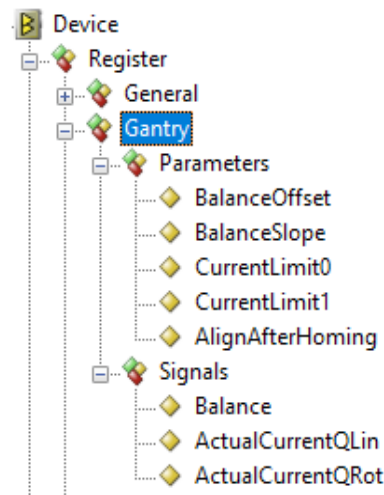 Device
Register
General
Gantry
Parameters
BalanceOffset
BalanceSlope
CurrentLimit0
CurrentLimit1
AlignAfterHoming
Signals
Balance
ActualCurrentQLin
ActualCurrentQRot